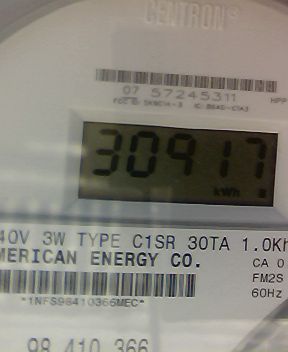 CENTRON®
07 57245311
HPP
30917
kWh
40V 3W TYPE C1SR 30TA 1.0Kh
MERICAN ENERGY CO.
CA 0
FM2S
60Hz
*1NFS98410366MEC*
98 410 366